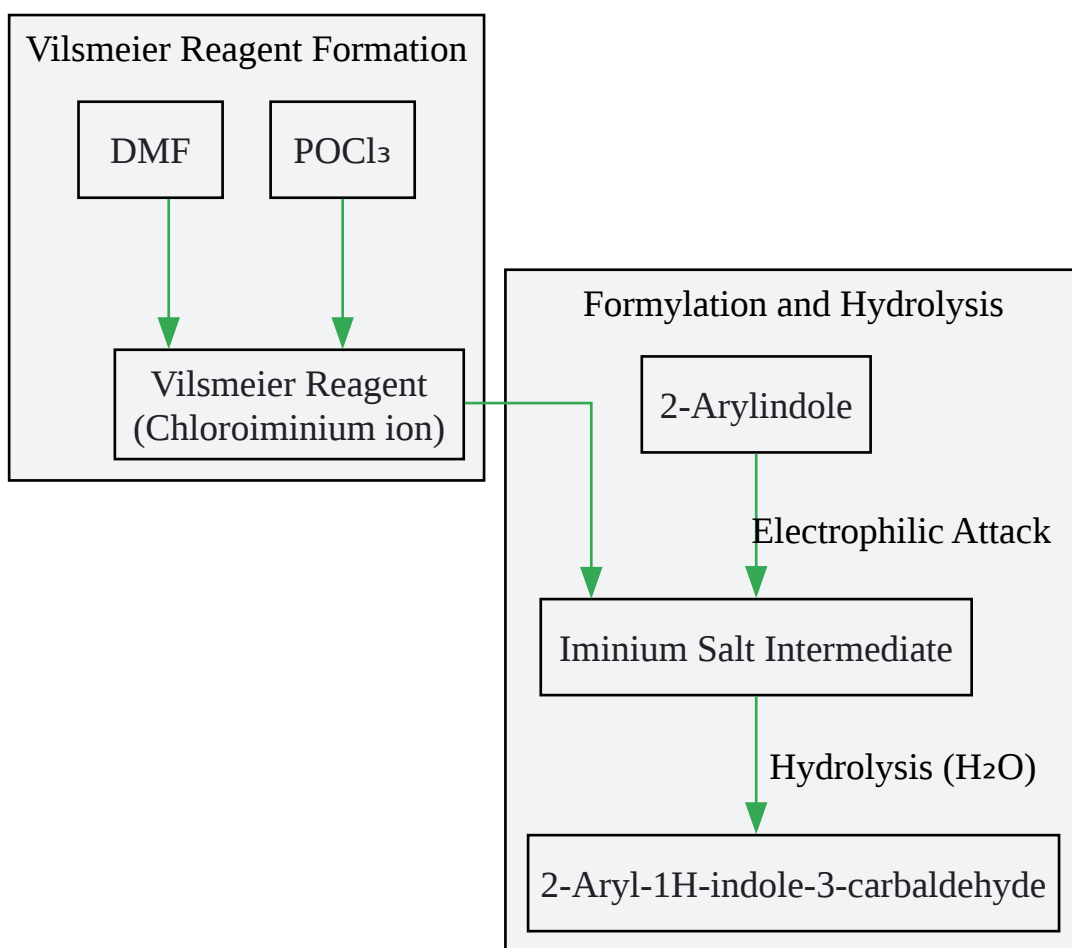 Vilsmeier Reagent Formation
DMF
POCl₃
Vilsmeier Reagent
(Chloroiminium ion)
Formylation and Hydrolysis
2-Arylindole
Electrophilic Attack
Iminium Salt Intermediate
Hydrolysis (H₂O)
2-Aryl-1H-indole-3-carbaldehyde